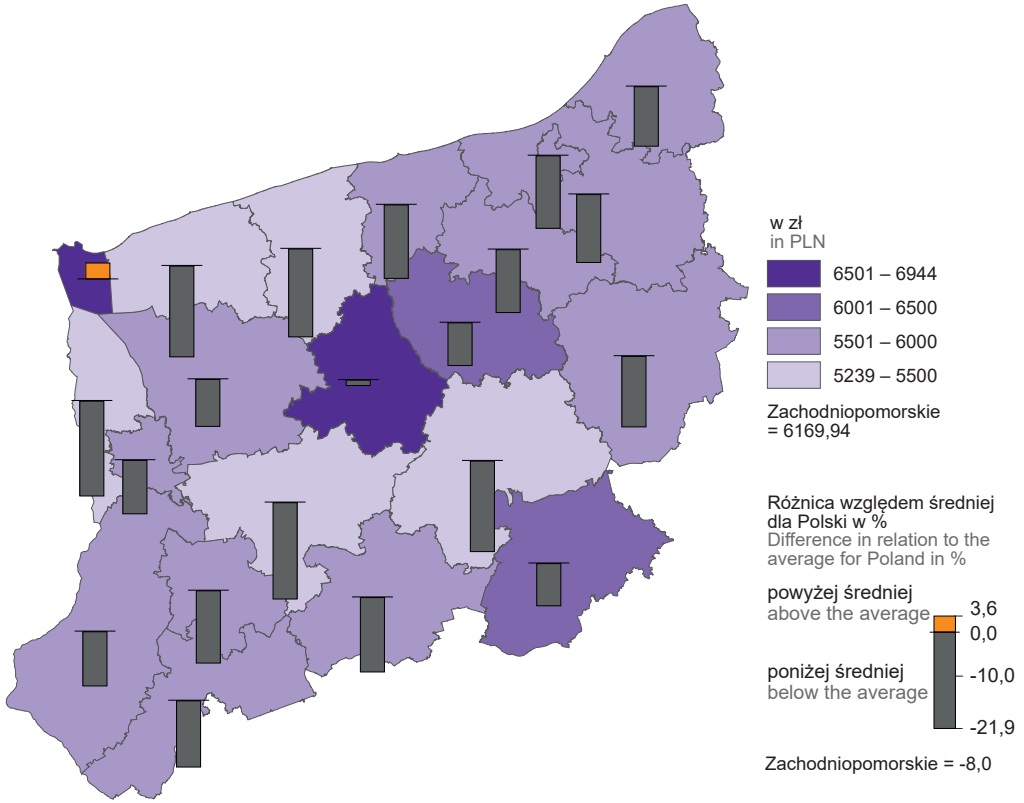 w zł
in PLN
6501 – 6944
6001 – 6500
5501 – 6000
5239 – 5500
Zachodniopomorskie
= 6169,94
Różnica względem średniej
dla Polski w %
Difference in relation to the
average for Poland in %
powyżej średniej
above the average
3,6
0,0
poniżej średniej
below the average
-10,0
-21,9
Zachodniopomorskie = -8,0